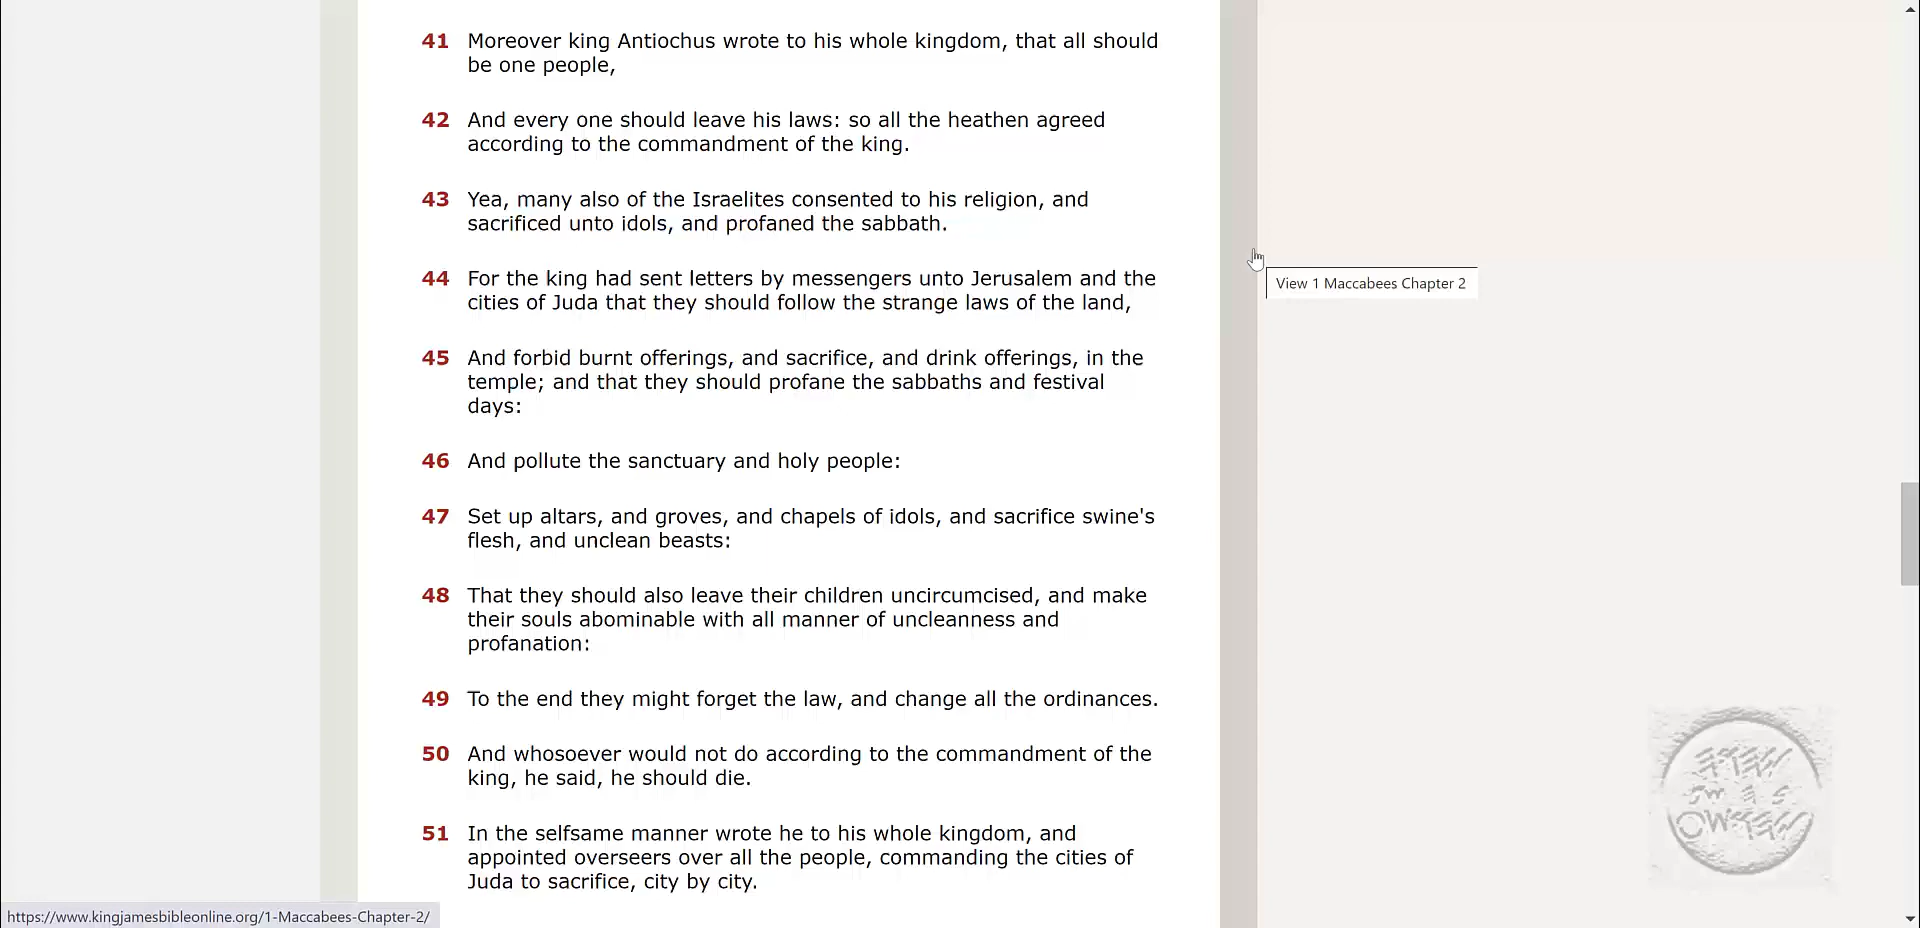 41 Moreover king Antiochus wrote to his whole kingdom, that all should
be one people,
42 And every one should leave his laws: so all the heathen agreed
according to the commandment of the king.
43 Yea, many also of the Israelites consented to his religion, and
sacrificed unto idols, and profaned the sabbath.
44 For the king had sent letters by messengers unto Jerusalem and the
cities of Juda that they should follow the strange laws of the land,
View 1 Maccabees Chapter 2
45 And forbid burnt offerings, and sacrifice, and drink offerings, in the
temple; and that they should profane the sabbaths and festival
days:
46 And pollute the sanctuary and holy people:
47 Set up altars, and groves, and chapels of idols, and sacrifice swine's
flesh, and unclean beasts:
48 That they should also leave their children uncircumcised, and make
their souls abominable with all manner of uncleanness and
profanation:
49 To the end they might forget the law, and change all the ordinances.
50 And whosoever would not do according to the commandment of the
king, he said, he should die.
51 In the selfsame manner wrote he to his whole kingdom, and
appointed overseers over all the people, commanding the cities of
Juda to sacrifice, city by city.
https://www.kingjamesbibleonline.org/1-Maccabees-Chapter-2/